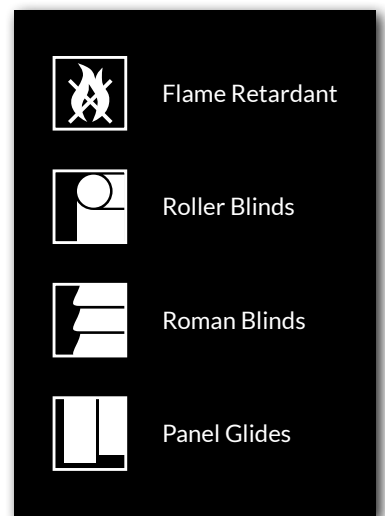 Flame Retardant
Roller Blinds
Roman Blinds
Panel Glides